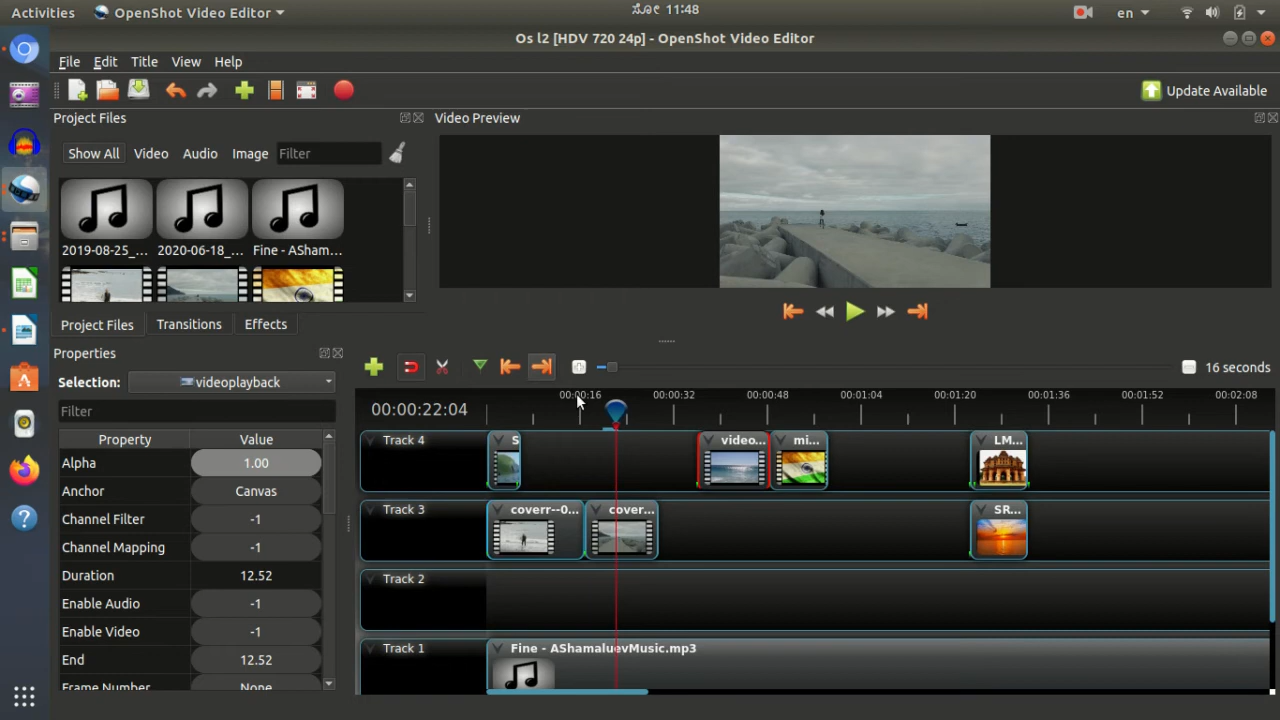 Activities OpenShot Video Editor 11:48 en
Os l2 [HDV 720 24p] - OpenShot Video Editor
File Edit Title View Help
Update Available
Project Files
Video Preview
Show All Video Audio Image Filter
2019-08-25_... 2020-06-18_... Fine - ASham...
Project Files Transitions Effects
Properties
Selection: videoplayback
Filter
Property Value
Alpha 1.00
Anchor Canvas
Channel Filter -1
Channel Mapping -1
Duration 12.52
Enable Audio -1
Enable Video -1
End 12.52
Frame Number None
16 seconds
00:00:22:04
00:00:16 00:00:32 00:00:48 00:01:04 00:01:20 00:01:36 00:01:52 00:02:08
Track 4 S video... mi... LM...
Track 3 coverr--0... cover... SR...
Track 2
Track 1 Fine - AShamaluevMusic.mp3